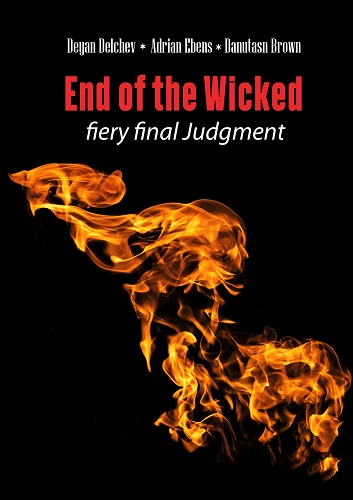 Deyan Delchev * Adrian Ebens * Danutasn Brown
End of the Wicked
fiery final Judgment